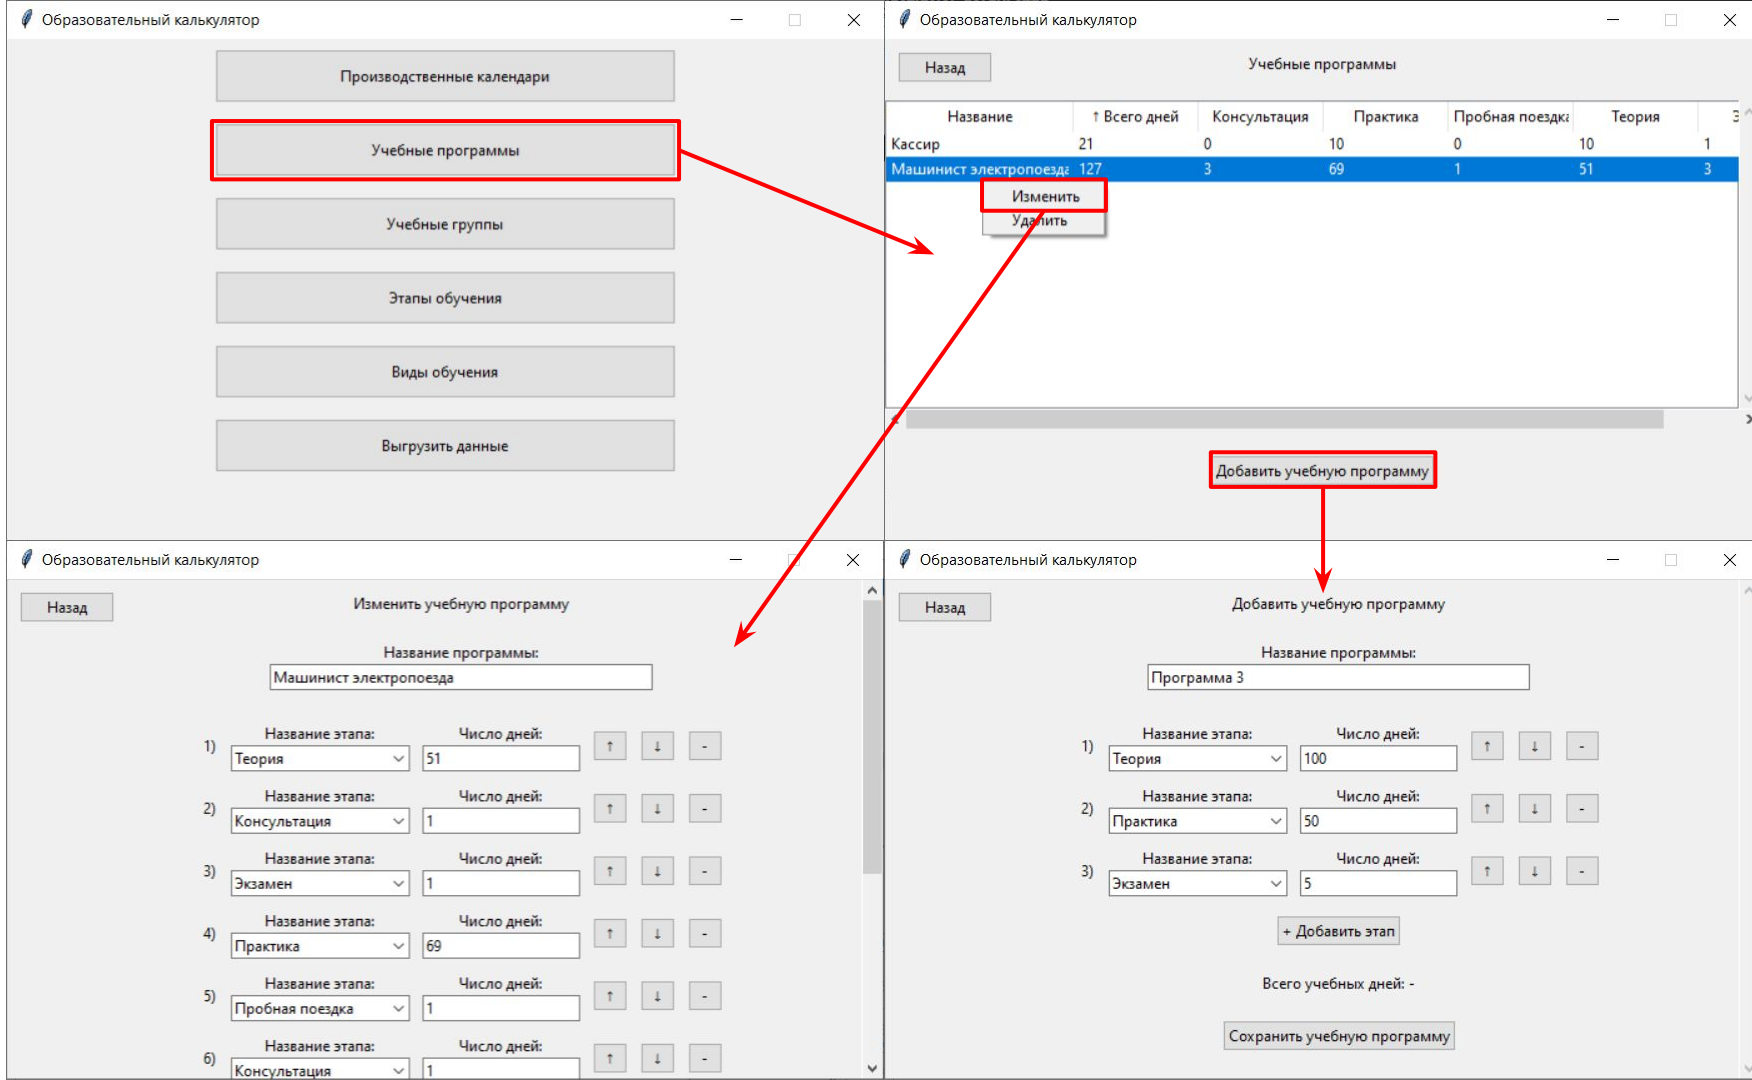 Образовательный калькулятор
Производственные календари
Учебные программы
Учебные группы
Этапы обучения
Виды обучения
Выгрузить данные
Образовательный калькулятор
Назад
Учебные программы
Название ↑ Всего дней Консультация Практика Пробная поездка Теория
Кассир 21 0 10 0 10 1
Машинист электропоезда 127 3 69 1 51 3
Изменить
Удалить
Добавить учебную программу
Образовательный калькулятор
Назад
Изменить учебную программу
Название программы:
Машинист электропоезда
Название этапа: Число дней:
1) Теория 51 ↑ ↓ -
Название этапа: Число дней:
2) Консультация 1 ↑ ↓ -
Название этапа: Число дней:
3) Экзамен 1 ↑ ↓ -
Название этапа: Число дней:
4) Практика 69 ↑ ↓ -
Название этапа: Число дней:
5) Пробная поездка 1 ↑ ↓ -
Название этапа: Число дней:
6) Консультация 1 ↑ ↓ -
Образовательный калькулятор
Назад
Добавить учебную программу
Название программы:
Программа 3
Название этапа: Число дней:
1) Теория 100 ↑ ↓ -
Название этапа: Число дней:
2) Практика 50 ↑ ↓ -
Название этапа: Число дней:
3) Экзамен 5 ↑ ↓ -
+ Добавить этап
Всего учебных дней: -
Сохранить учебную программу